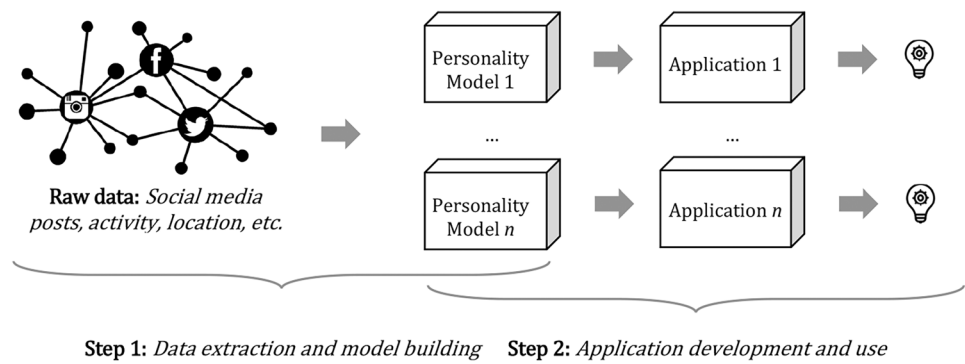 Personality
Model 1
Application 1
...
...
Raw data: Social media
posts, activity, location, etc.
Personality
Model n
Application n
Step 1: Data extraction and model building
Step 2: Application development and use